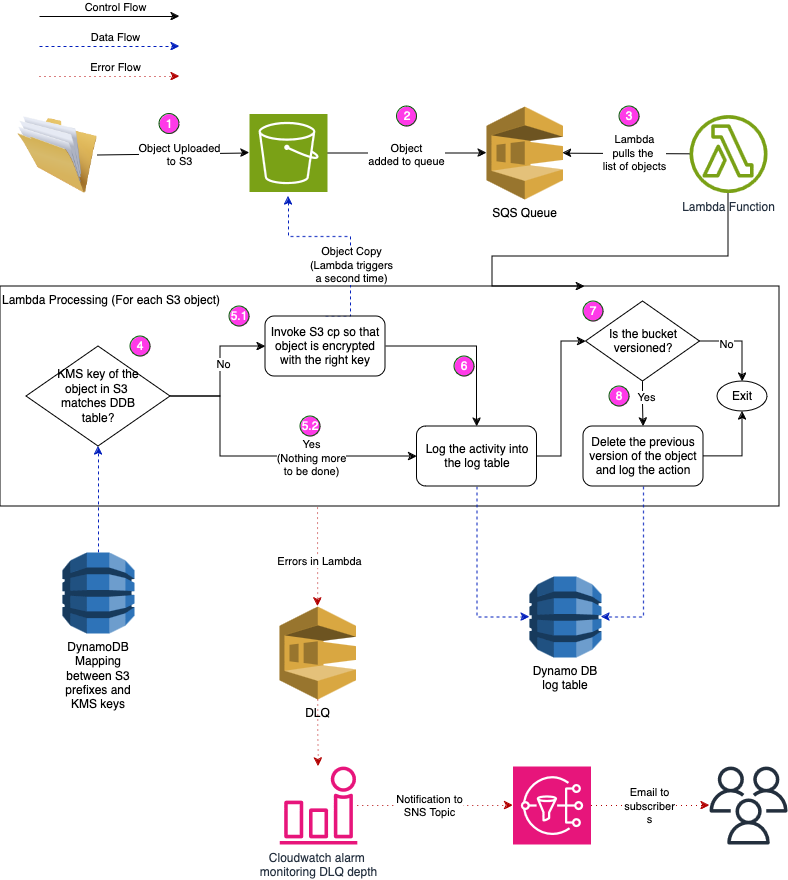 Control Flow
Data Flow
Error Flow
1
Object Uploaded
to S3
2
Object
added to queue
SQS Queue
3
Lambda
pulls the
list of objects
Lambda Function
Object Copy
(Lambda triggers
a second time)
Lambda Processing (For each S3 object)
4
KMS key of the
object in S3
matches DDB
table?
5.1
No
Invoke S3 cp so that
object is encrypted
with the right key
5.2
Yes
(Nothing more
to be done)
6
Log the activity into
the log table
7
Is the bucket
versioned?
No
8
Yes
Exit
Delete the previous
version of the object
and log the action
DynamoDB
Mapping
between S3
prefixes and
KMS keys
Errors in Lambda
DLQ
Dynamo DB
log table
Cloudwatch alarm
monitoring DLQ depth
Notification to
SNS Topic
Email to
subscriber
s